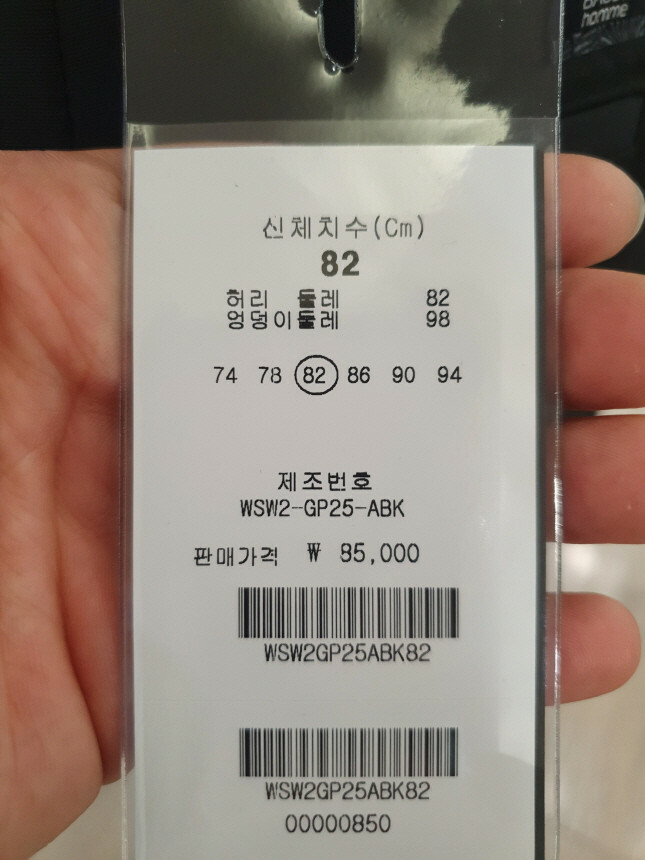 homme
신체치수(Cm)
82
허리 둘레 82
엉덩이둘레 98
74 78 82 86 90 94
제조번호
WSW2-GP25-ABK
판매가격 ₩ 85,000
WSW2GP25ABK82
WSW2GP25ABK82
00000850